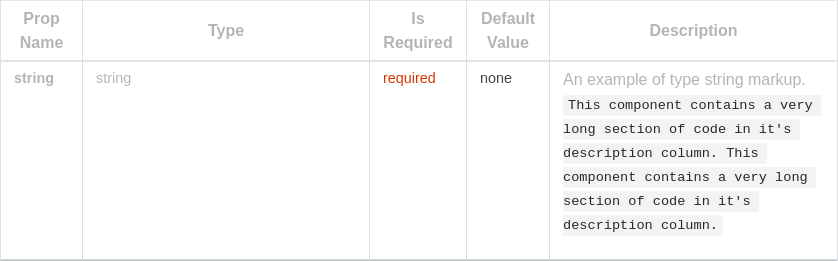 Prop Name
Type
Is Required
Default Value
Description
string
string
required
none
An example of type string markup.
This component contains a very
long section of code in it's
description column. This
component contains a very long
section of code in it's
description column.